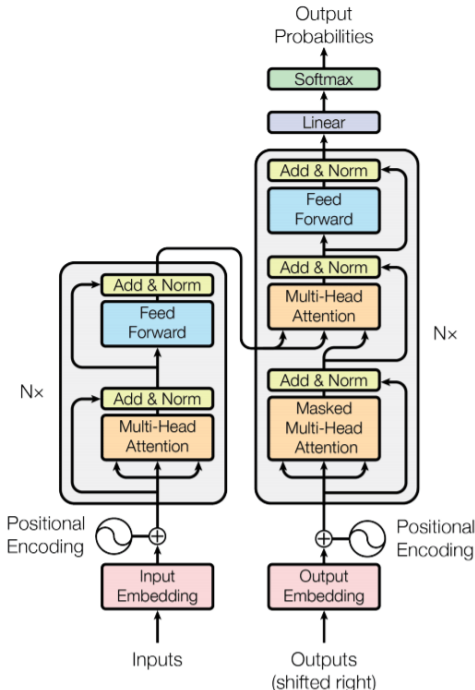 Output
Probabilities
Softmax
Linear
Add & Norm
Feed
Forward
Add & Norm
Multi-Head
Attention
Add & Norm
Masked
Multi-Head
Attention
Nx
Add & Norm
Feed
Forward
Add & Norm
Multi-Head
Attention
Nx
Positional
Encoding
Positional
Encoding
Input
Embedding
Output
Embedding
Inputs
Outputs
(shifted right)